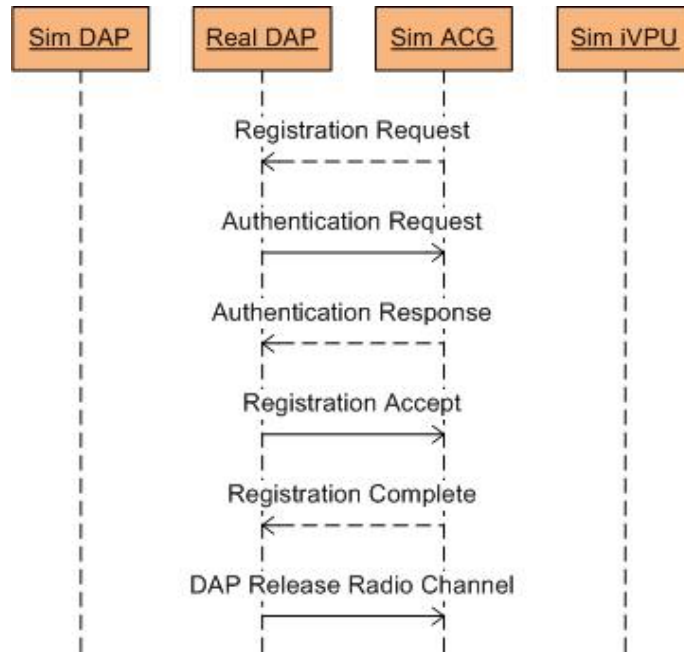 Sim DAP Real DAP Sim ACG Sim iVPU
Registration Request
Authentication Request
Authentication Response
Registration Accept
Registration Complete
DAP Release Radio Channel